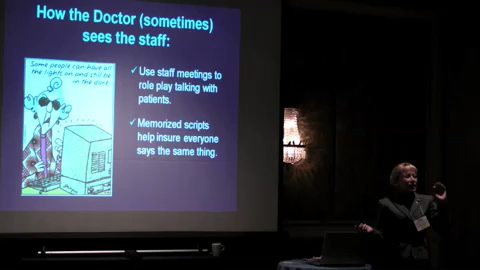 How the Doctor (sometimes)
sees the staff:
Some people can have all
the lights on and still be
in the dark.
✓ Use staff meetings to
role play talking with
patients.
✓ Memorized scripts
help insure everyone
says the same thing.